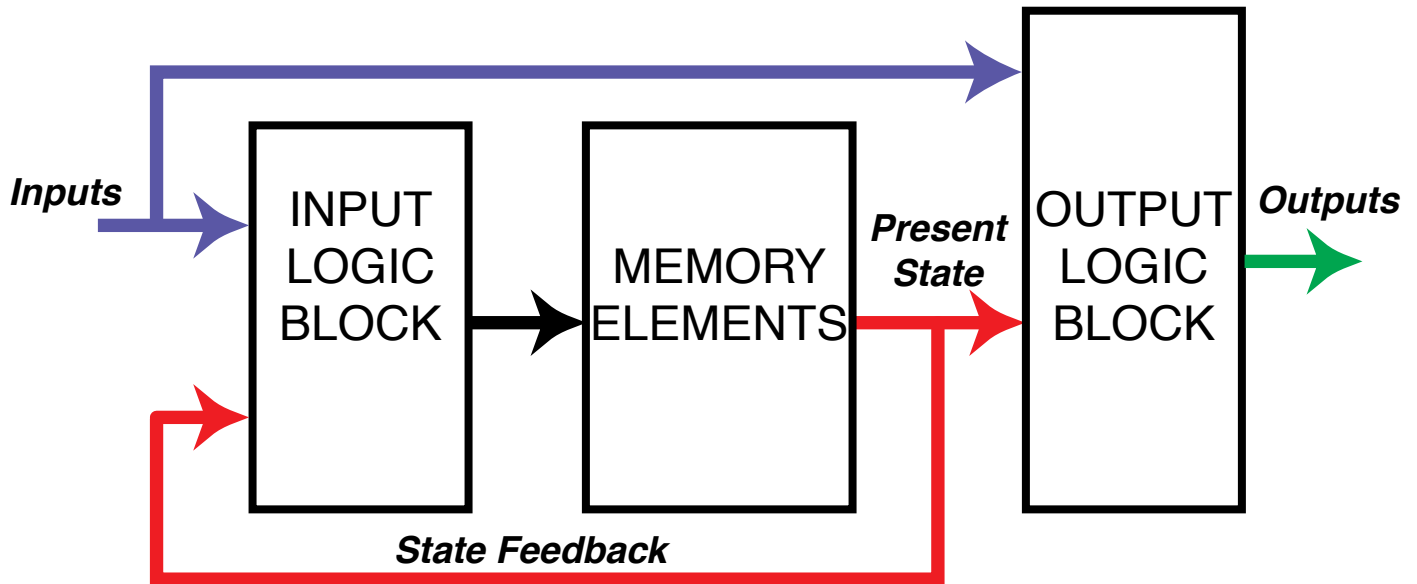 Inputs
INPUT
LOGIC
BLOCK
MEMORY
ELEMENTS
Present
State
OUTPUT
LOGIC
BLOCK
Outputs
State Feedback